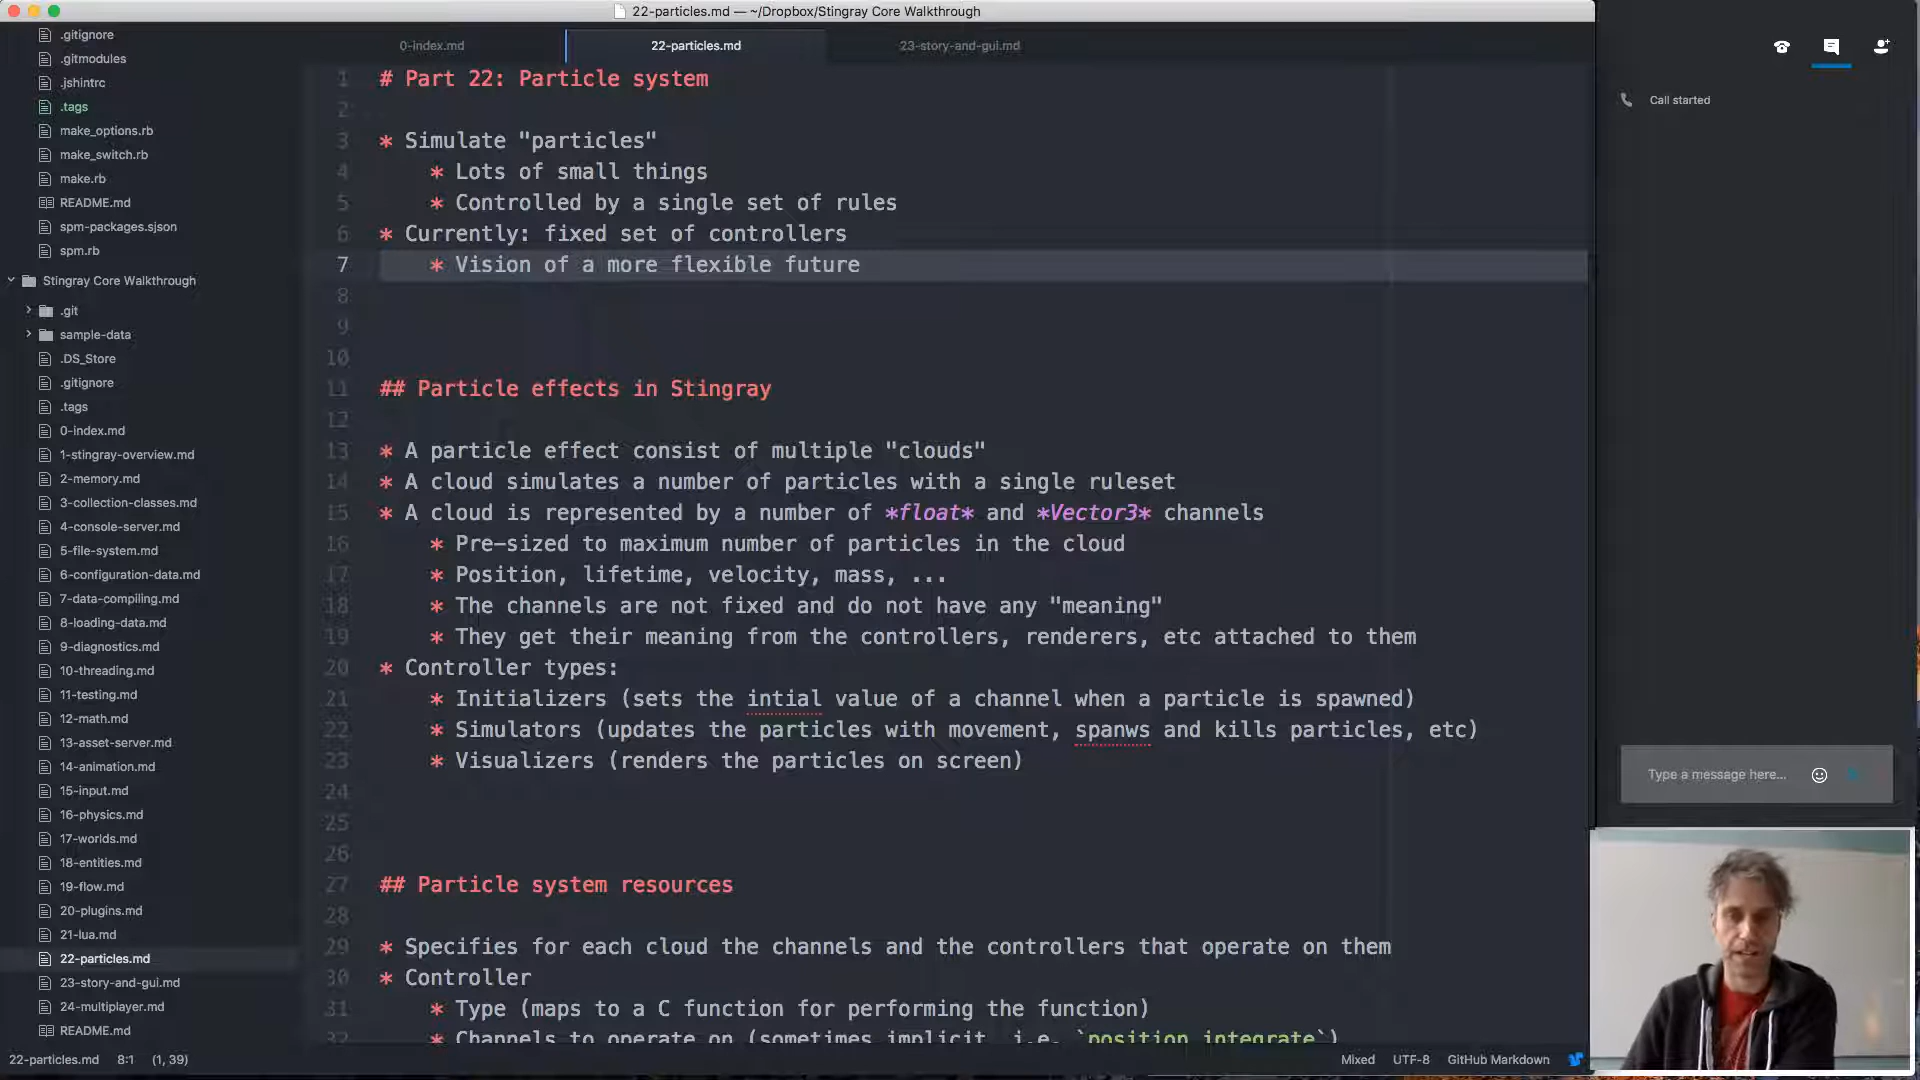 22-particles.md — ~/Dropbox/Stingray Core Walkthrough
.gitignore
.gitmodules
.jshintrc
.tags
make_options.rb
make_switch.rb
make.rb
README.md
spm-packages.sjson
spm.rb
Stingray Core Walkthrough
.git
sample-data
.DS_Store
.gitignore
.tags
0-index.md
1-stingray-overview.md
2-memory.md
3-collection-classes.md
4-console-server.md
5-file-system.md
6-configuration-data.md
7-data-compiling.md
8-loading-data.md
9-diagnostics.md
10-threading.md
11-testing.md
12-math.md
13-asset-server.md
14-animation.md
15-input.md
16-physics.md
17-worlds.md
18-entities.md
19-flow.md
20-plugins.md
21-lua.md
22-particles.md
23-story-and-gui.md
24-multiplayer.md
README.md
0-index.md 22-particles.md 23-story-and-gui.md
1 # Part 22: Particle system
2
3 * Simulate "particles"
4 * Lots of small things
5 * Controlled by a single set of rules
6 * Currently: fixed set of controllers
7 * Vision of a more flexible future
8
9
10
11 ## Particle effects in Stingray
12
13 * A particle effect consist of multiple "clouds"
14 * A cloud simulates a number of particles with a single ruleset
15 * A cloud is represented by a number of *float* and *Vector3* channels
16 * Pre-sized to maximum number of particles in the cloud
17 * Position, lifetime, velocity, mass, ...
18 * The channels are not fixed and do not have any "meaning"
19 * They get their meaning from the controllers, renderers, etc attached to them
20 * Controller types:
21 * Initializers (sets the intial value of a channel when a particle is spawned)
22 * Simulators (updates the particles with movement, spanws and kills particles, etc)
23 * Visualizers (renders the particles on screen)
24
25
26
27 ## Particle system resources
28
29 * Specifies for each cloud the channels and the controllers that operate on them
30 * Controller
31 * Type (maps to a C function for performing the function)
32 * Channels to operate on (sometimes implicit, i.e. `position_integrate`)
22-particles.md 8:1 (1, 39)
Mixed UTF-8 GitHub Markdown
Call started
Type a message here...